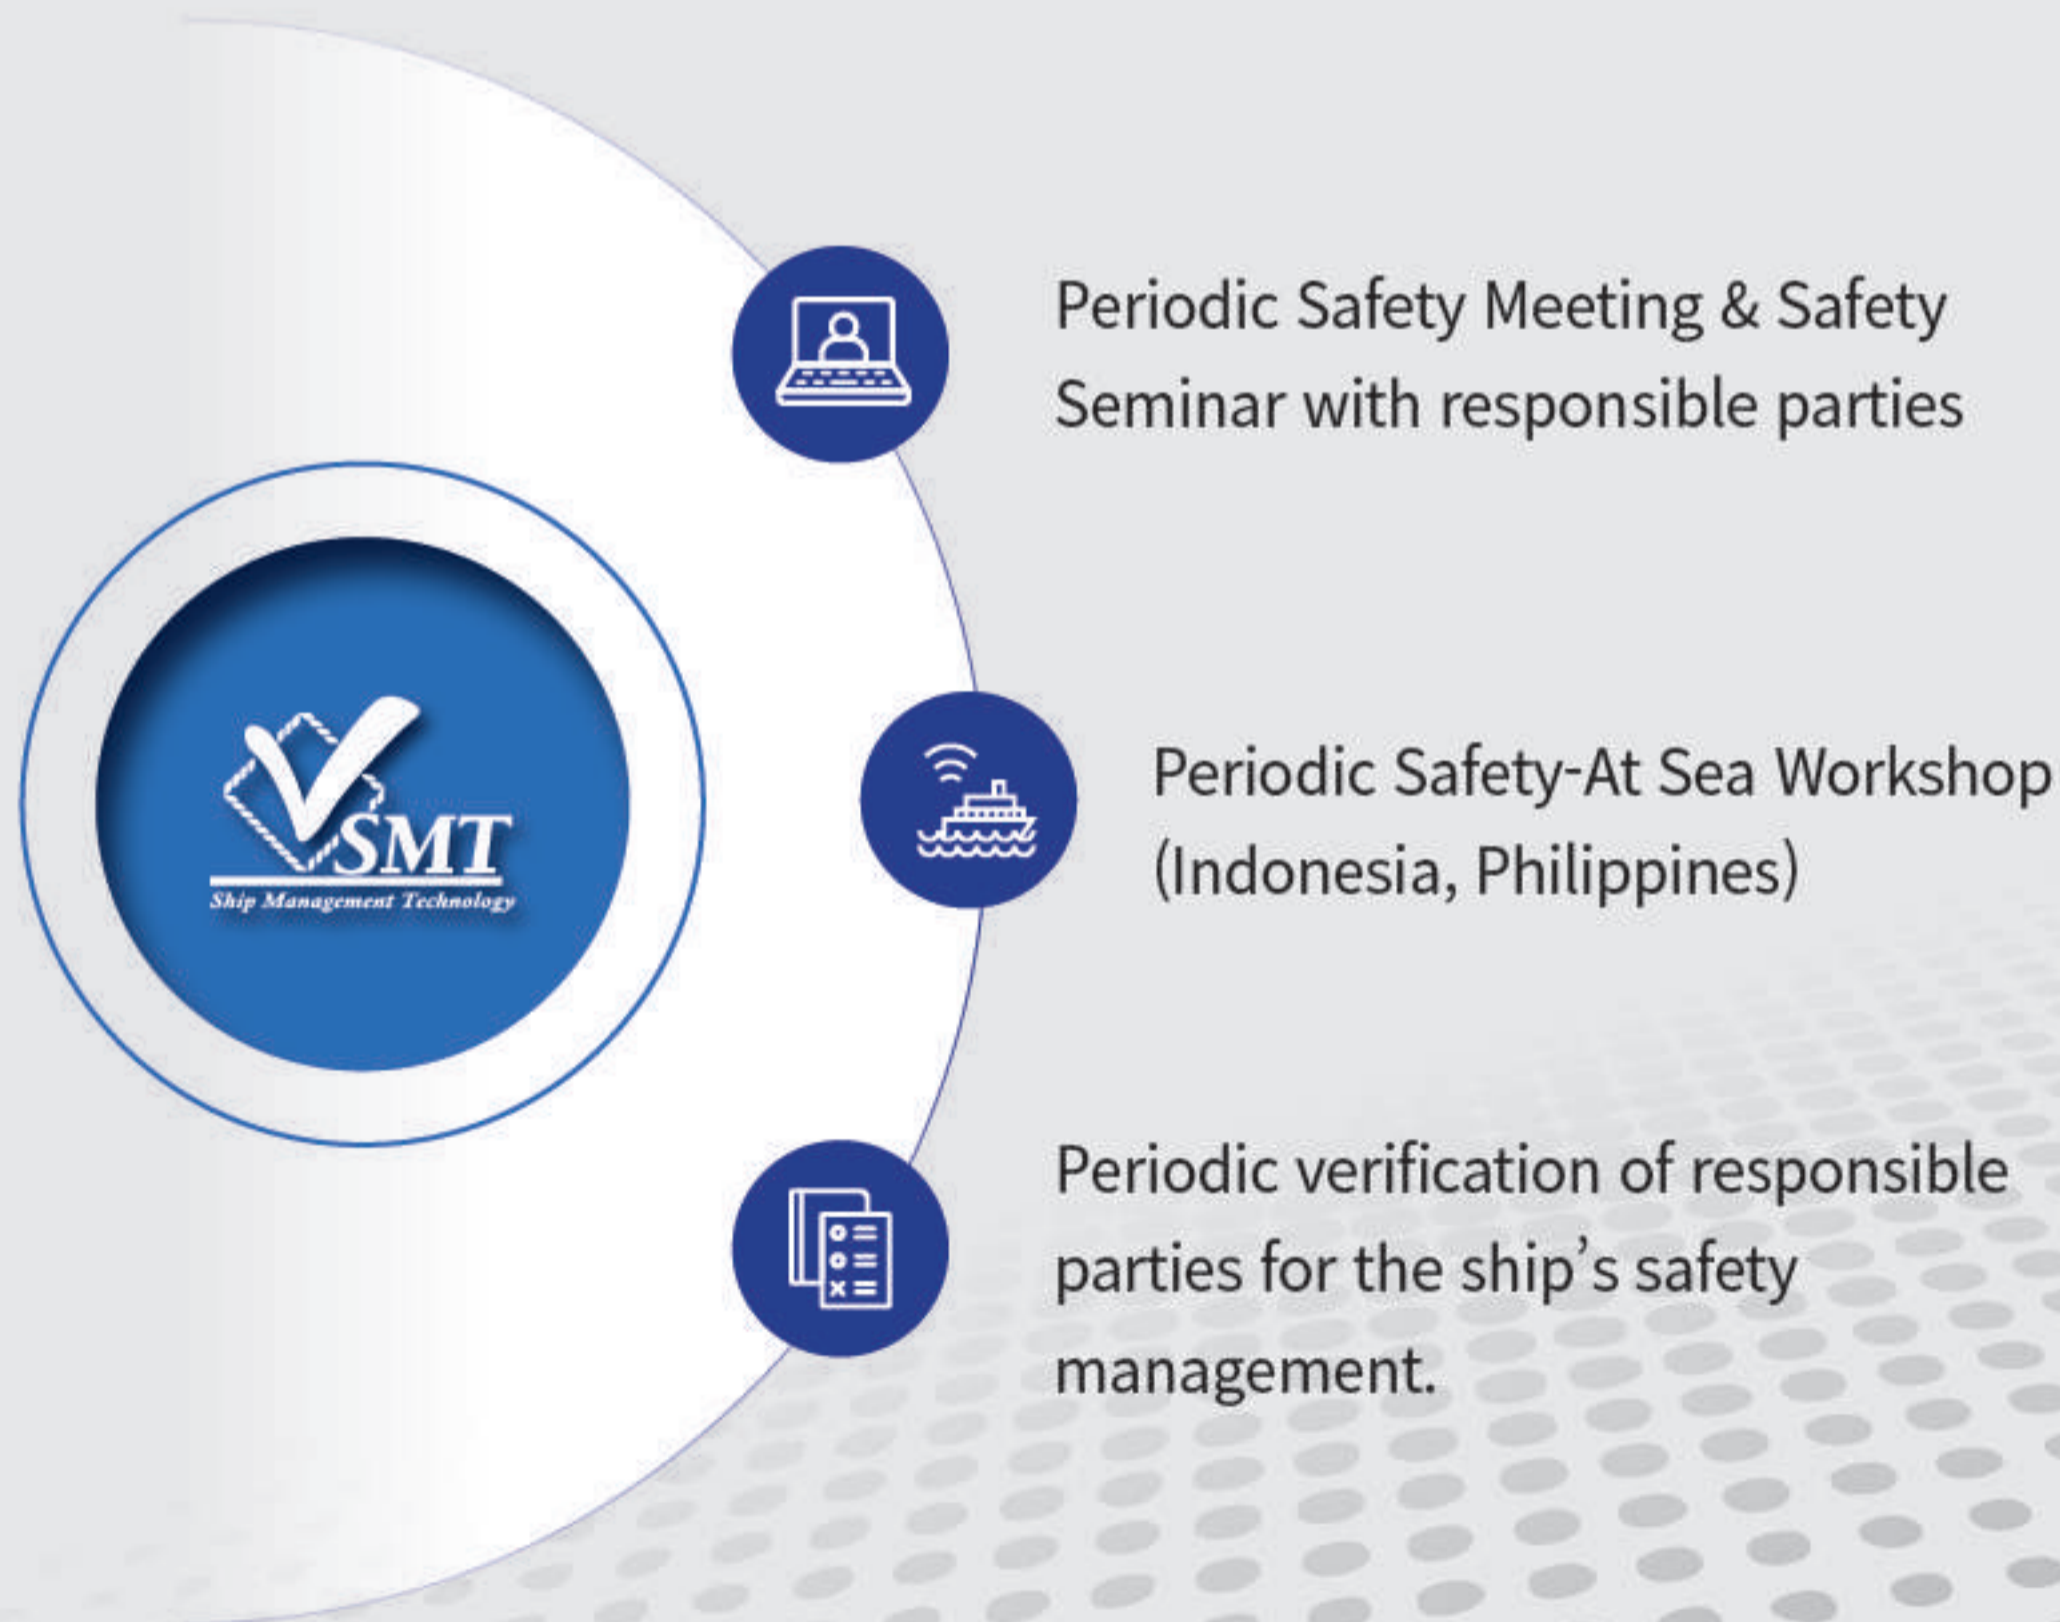 Periodic Safety Meeting & Safety
Seminar with responsible parties
SMT
Ship Management Technology
Periodic Safety-At Sea Workshop
(Indonesia, Philippines)
Periodic verification of responsible
parties for the ship’s safety
management.